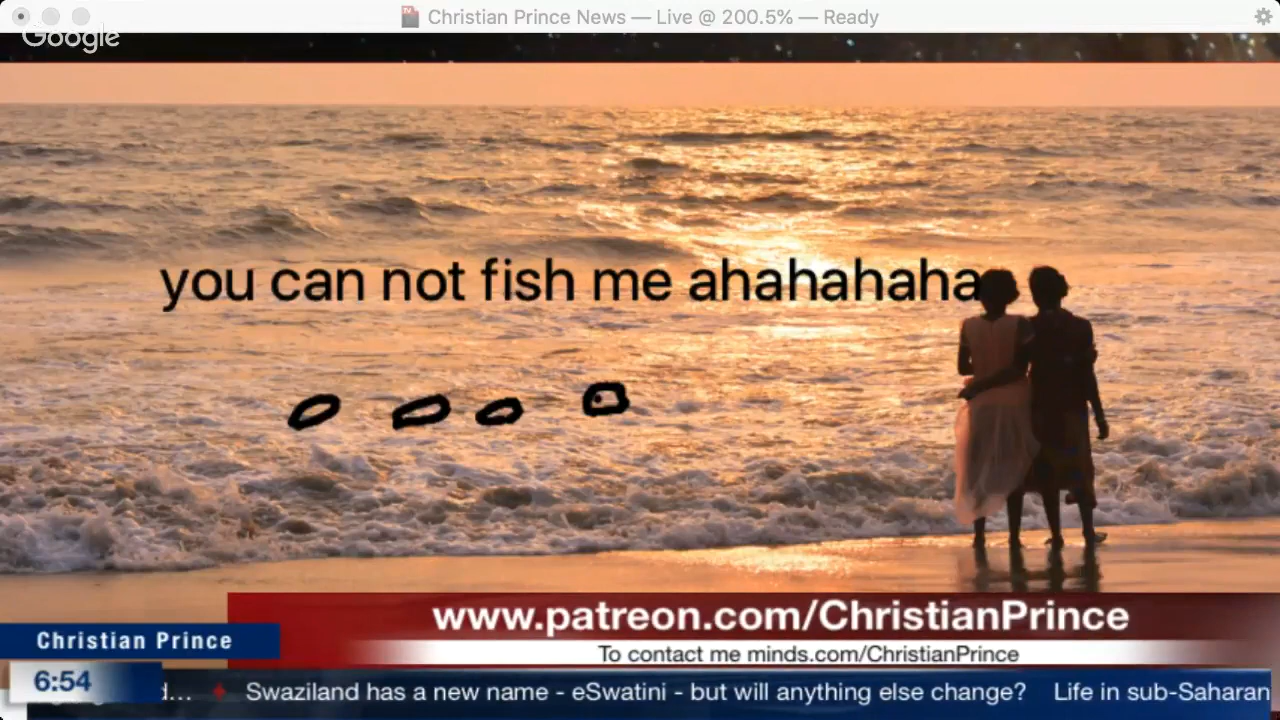 Christian Prince News — Live @ 200.5% — Ready
Google
you can not fish me ahahahaha
www.patreon.com/ChristianPrince
Christian Prince
To contact me minds.com/ChristianPrince
6:54
d... ♦ Swaziland has a new name - eSwatini - but will anything else change? Life in sub-Saharan